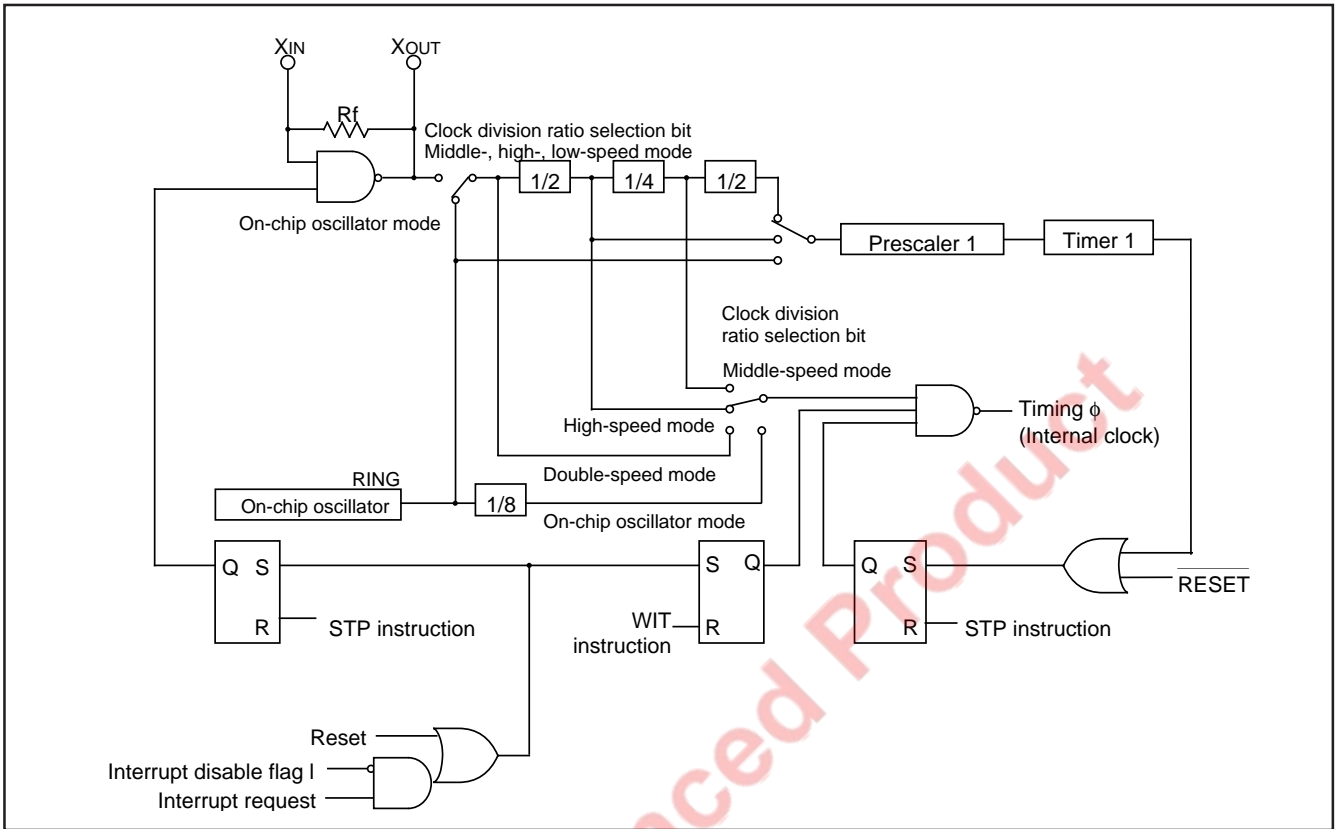 XIN XOUT
Rf
Clock division ratio selection bit
Middle-, high-, low-speed mode
1/2 1/4 1/2
On-chip oscillator mode
Prescaler 1 Timer 1
Clock division
ratio selection bit
Middle-speed mode
Timing ϕ
(Internal clock)
High-speed mode
Double-speed mode
RING
On-chip oscillator
1/8
On-chip oscillator mode
Q S
R
STP instruction
S Q
R
WIT
instruction
Q S
R
STP instruction
RESET
Reset
Interrupt disable flag I
Interrupt request
aced Product